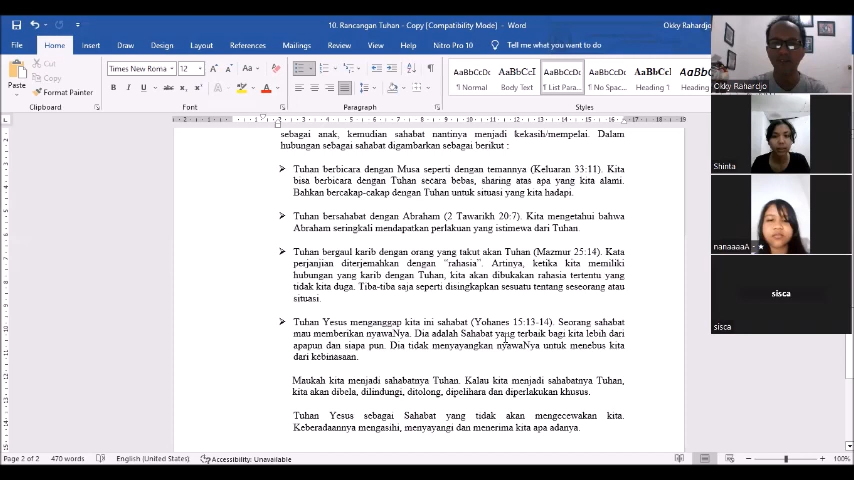 10. Rancangan Tuhan - Copy [Compatibility Mode] - Word
Okky Rahardjo
File Home Insert Draw Design Layout References Mailings Review View Help Nitro Pro 10 Tell me what you want to do
Paste
Cut
Copy
Format Painter
Clipboard
Times New Roma 12
Font
Paragraph
AaBbCcDc AaBbCcI AaBbCcDc AaBbCcDc AaBbCcI AaBbC
¶ Normal Body Text ¶ List Para... ¶ No Spac... Heading 1 Heading
Styles
sebagai anak, kemudian sahabat nantinya menjadi kekasih/mempelai. Dalam
hubungan sebagai sahabat digambarkan sebagai berikut :
Tuhan berbicara dengan Musa seperti dengan temannya (Keluaran 33:11). Kita
bisa berbicara dengan Tuhan secara bebas, sharing atas apa yang kita alami.
Bahkan bercakap-cakap dengan Tuhan untuk situasi yang kita hadapi.
Tuhan bersahabat dengan Abraham (2 Tawarikh 20:7). Kita mengetahui bahwa
Abraham seringkali mendapatkan perlakuan yang istimewa dari Tuhan.
Tuhan bergaul karib dengan orang yang takut akan Tuhan (Mazmur 25:14). Kata
perjanjian diterjemahkan dengan “rahasia”. Artinya, ketika kita memiliki
hubungan yang karib dengan Tuhan, kita akan dibukakan rahasia tertentu yang
tidak kita duga. Tiba-tiba saja seperti disingkapkan sesuatu tentang seseorang atau
situasi.
Tuhan Yesus menganggap kita ini sahabat (Yohanes 15:13-14). Seorang sahabat
mau memberikan nyawaNya. Dia adalah Sahabat yang terbaik bagi kita lebih dari
apapun dan siapa pun. Dia tidak menyayangkan nyawaNya untuk menebus kita
dari kebinasaan.
Maukah kita menjadi sahabatnya Tuhan. Kalau kita menjadi sahabatnya Tuhan,
kita akan dibela, dilindungi, ditolong, dipelihara dan diperlakukan khusus.
Tuhan Yesus sebagai Sahabat yang tidak akan mengecewakan kita.
Keberadaannya mengasihi, menyayangi dan menerima kita apa adanya.
Page 2 of 2 470 words English (United States) Accessibility: Unavailable 100%
Okky Rahardjo
Shinta
nanaaaaA - ★
sisca
sisca